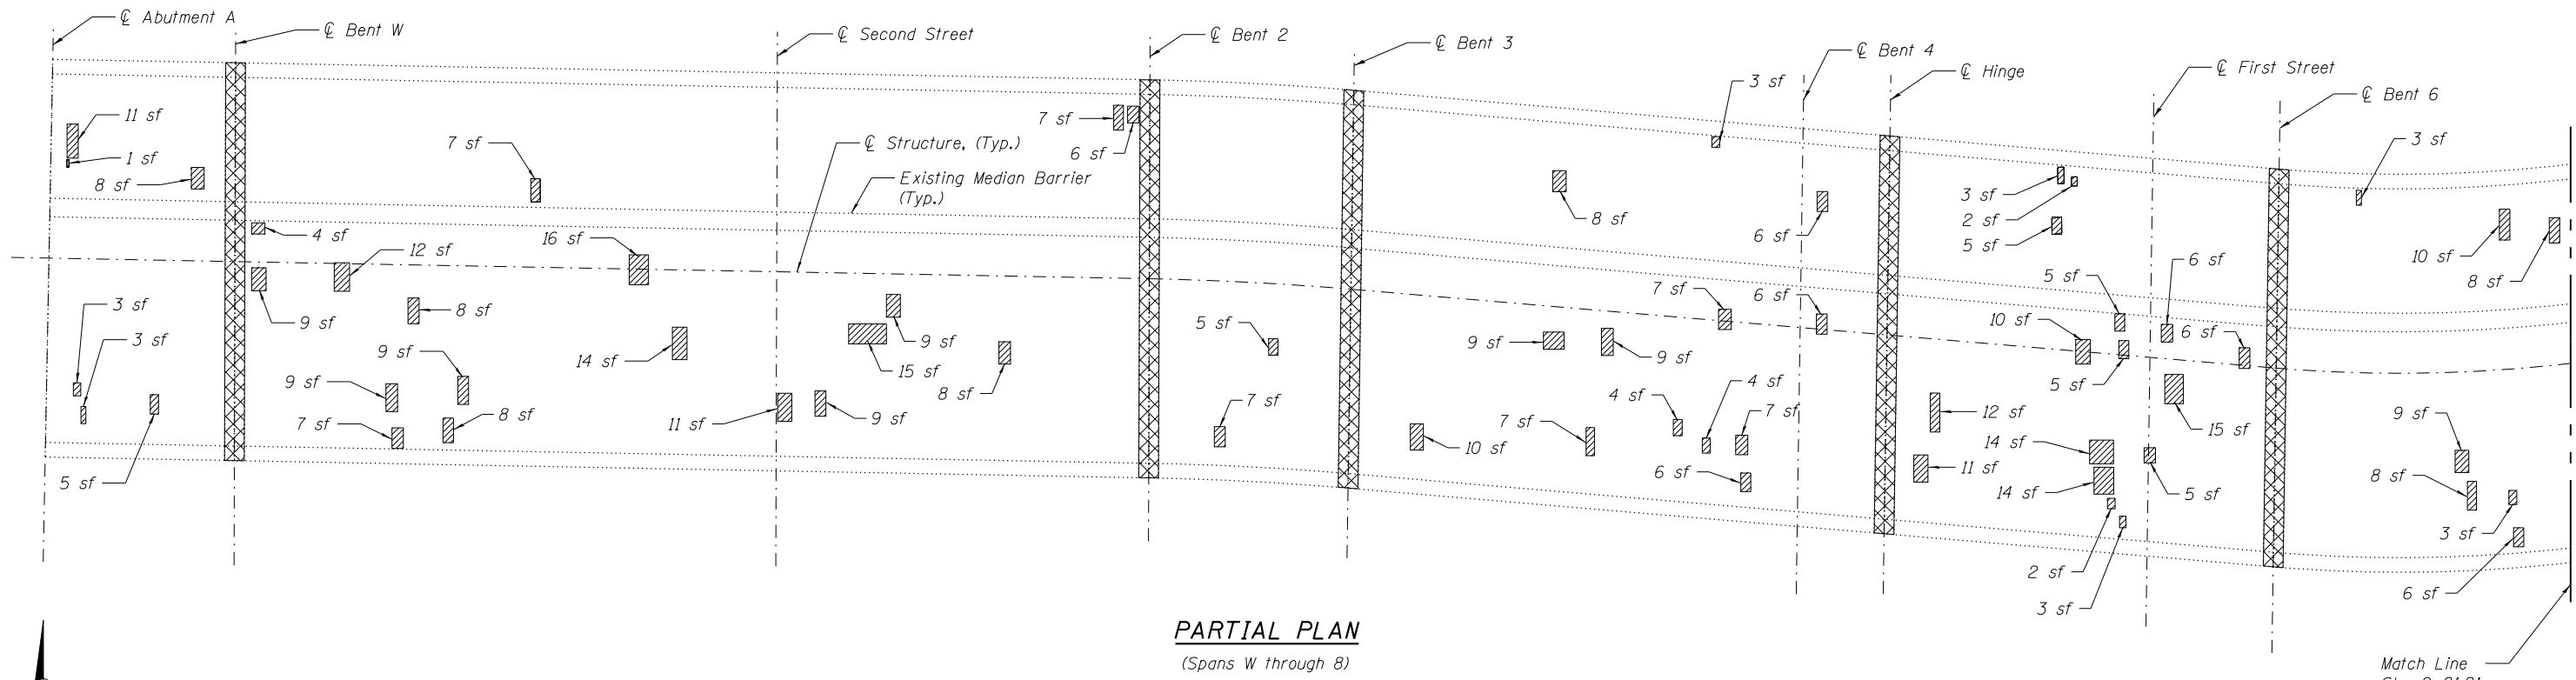 ℄ Abutment A
℄ Bent W
℄ Second Street
℄ Bent 2
℄ Bent 3
℄ Bent 4
℄ Hinge
℄ First Street
℄ Bent 6
11 sf
1 sf
8 sf
7 sf
7 sf
6 sf
3 sf
℄ Structure, (Typ.)
Existing Median Barrier
(Typ.)
8 sf
6 sf
3 sf
2 sf
5 sf
3 sf
10 sf
8 sf
4 sf
12 sf
16 sf
9 sf
8 sf
3 sf
3 sf
5 sf
9 sf
9 sf
7 sf
8 sf
14 sf
11 sf
9 sf
9 sf
15 sf
8 sf
5 sf
7 sf
9 sf
9 sf
7 sf
6 sf
10 sf
7 sf
4 sf
4 sf
7 sf
6 sf
5 sf
6 sf
10 sf
5 sf
6 sf
15 sf
12 sf
11 sf
14 sf
14 sf
5 sf
2 sf
3 sf
9 sf
8 sf
3 sf
6 sf
PARTIAL PLAN
(Spans W through 8)
Match Line